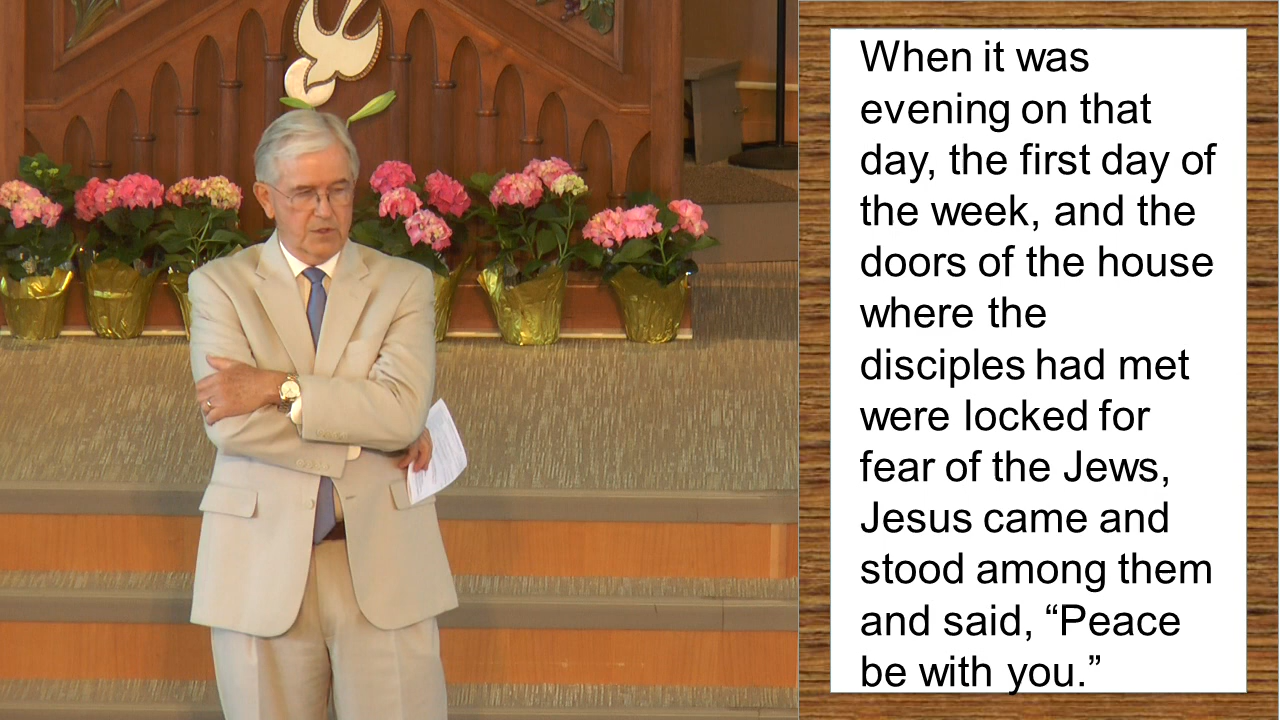 When it was
evening on that
day, the first day of
the week, and the
doors of the house
where the
disciples had met
were locked for
fear of the Jews,
Jesus came and
stood among them
and said, “Peace
be with you.”